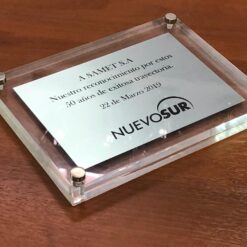 A SAMET S.A
Nuestro reconocimiento por estos
50 años de exitosa trayectoria.
22 de Marzo 2019
NUEVOSUR